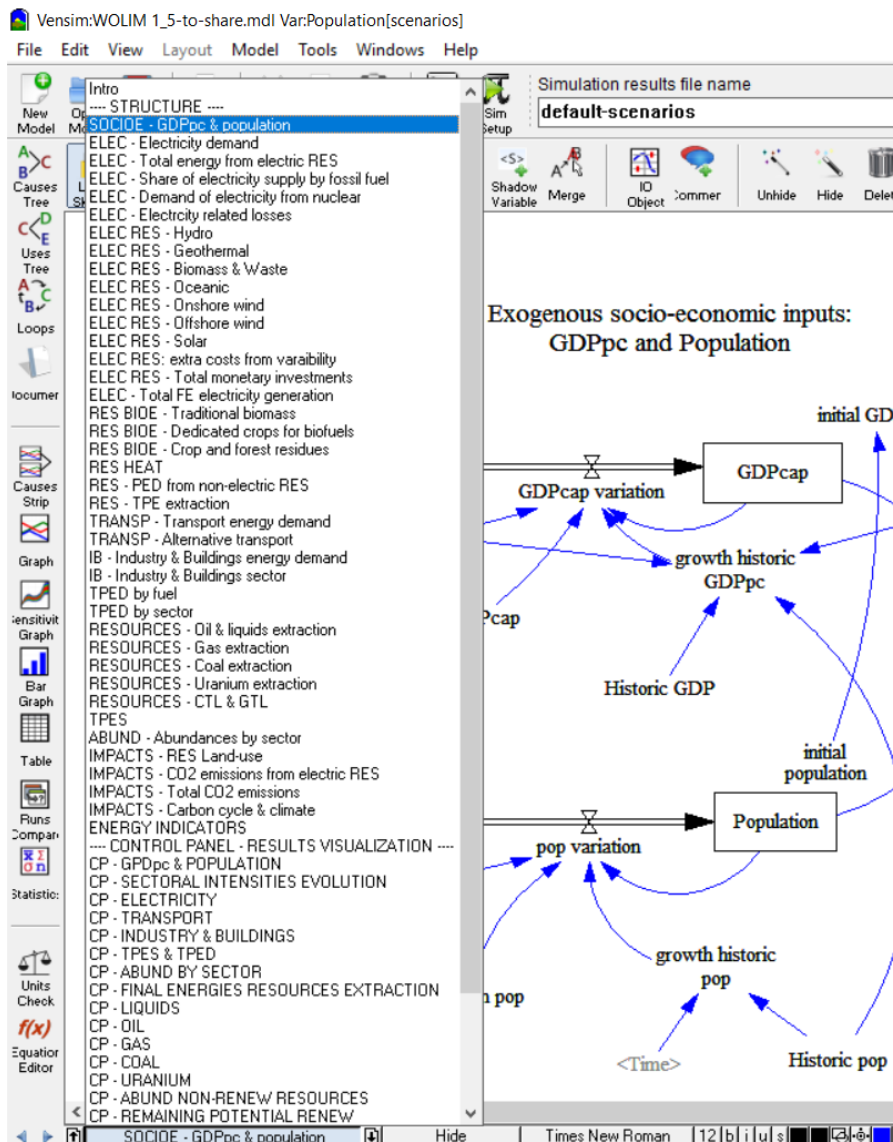 Vensim:WOLIM 1_5-to-share.mdl Var:Population[scenarios]
File Edit View Layout Model Tools Windows Help
New
Model
Sim
Setup
Simulation results file name
default-scenarios
Causes
Tree
Shadow
Variable
Merge
IO
Object
Commer
Unhide
Hide
Delet
Uses
Tree
Loops
Causes
Strip
Graph
Graph
Bar
Graph
Table
Runs
Units
Check
f(x)
Editor
Intro
---- STRUCTURE ----
SOCIOE - GDPpc & population
ELEC - Electricity demand
ELEC - Total energy from electric RES
ELEC - Share of electricity supply by fossil fuel
ELEC - Demand of electricity from nuclear
ELEC - Electrcity related losses
ELEC RES - Hydro
ELEC RES - Geothermal
ELEC RES - Biomass & Waste
ELEC RES - Oceanic
ELEC RES - Onshore wind
ELEC RES - Offshore wind
ELEC RES - Solar
ELEC RES: extra costs from varaibility
ELEC RES - Total monetary investments
ELEC - Total FE electricity generation
RES BIOE - Traditional biomass
RES BIOE - Dedicated crops for biofuels
RES BIOE - Crop and forest residues
RES HEAT
RES - PED from non-electric RES
RES - TPE extraction
TRANSP - Transport energy demand
TRANSP - Alternative transport
IB - Industry & Buildings energy demand
IB - Industry & Buildings sector
TPED by fuel
TPED by sector
RESOURCES - Oil & liquids extraction
RESOURCES - Gas extraction
RESOURCES - Coal extraction
RESOURCES - Uranium extraction
RESOURCES - CTL & GTL
TPES
ABUND - Abundances by sector
IMPACTS - RES Land-use
IMPACTS - CO2 emissions from electric RES
IMPACTS - Total CO2 emissions
IMPACTS - Carbon cycle & climate
ENERGY INDICATORS
---- CONTROL PANEL - RESULTS VISUALIZATION ----
CP - GPDpc & POPULATION
CP - SECTORAL INTENSITIES EVOLUTION
CP - ELECTRICITY
CP - TRANSPORT
CP - INDUSTRY & BUILDINGS
CP - TPES & TPED
CP - ABUND BY SECTOR
CP - FINAL ENERGIES RESOURCES EXTRACTION
CP - LIQUIDS
CP - OIL
CP - GAS
CP - COAL
CP - URANIUM
CP - ABUND NON-RENEW RESOURCES
CP - REMAINING POTENTIAL RENEW
Exogenous socio-economic inputs:
GDPpc and Population
initial GD
GDPcap
GDPcap variation
growth historic
GDPpc
Pcap
Historic GDP
initial
population
Population
pop variation
growth historic
pop
n pop
<Time>
Historic pop
SOCIOE - GDPpc & population
Hide
Times New Roman
12 b i u s